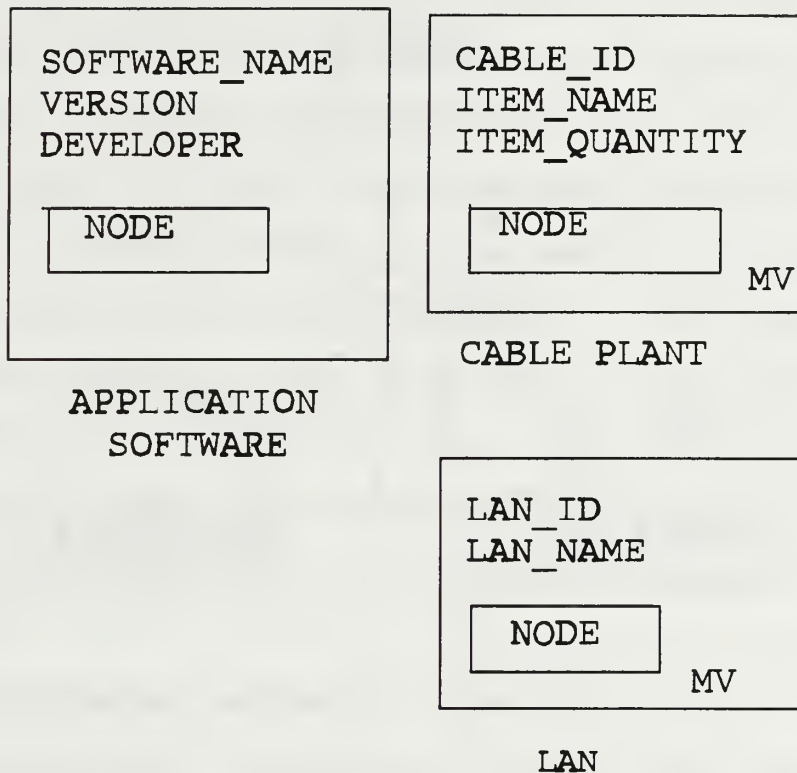 SOFTWARE_NAME
VERSION
DEVELOPER
NODE
APPLICATION
SOFTWARE
CABLE_ID
ITEM_NAME
ITEM_QUANTITY
NODE
MV
CABLE PLANT
LAN_ID
LAN_NAME
NODE
MV
LAN